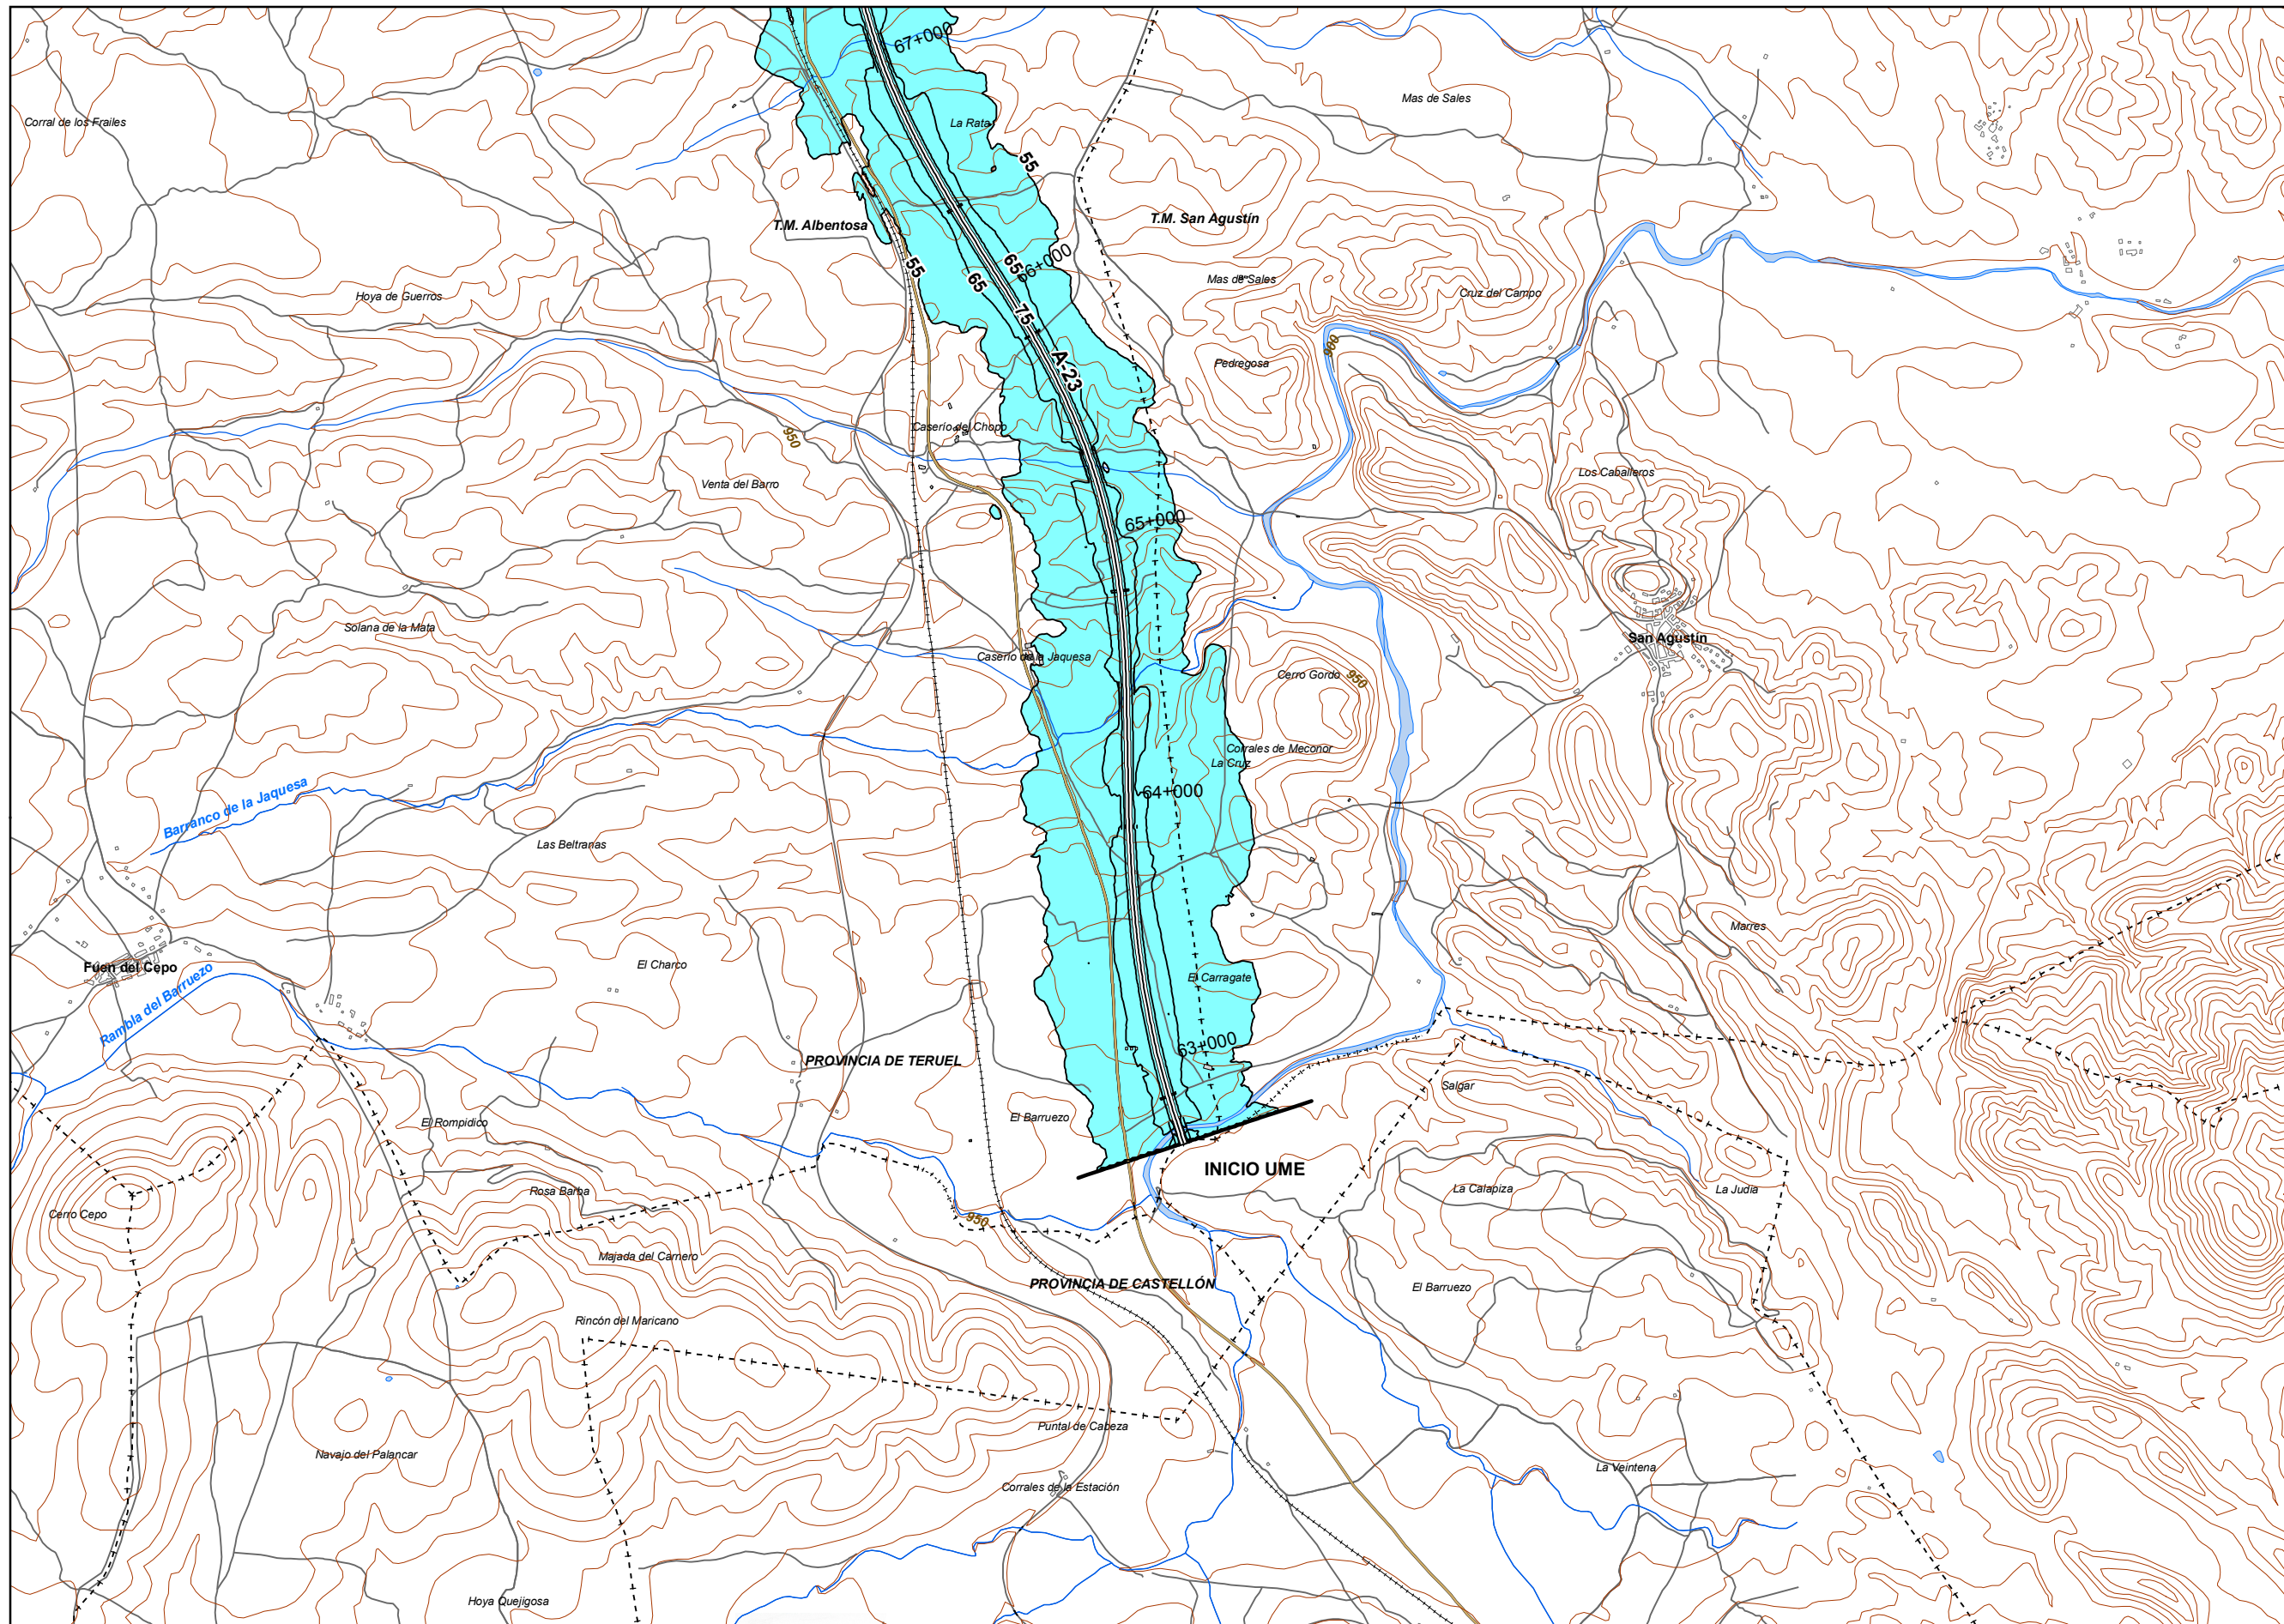 67+000
Mas de Sales
Corral de los Frailes
La Rata
55
T.M. San Agustín
T.M. Albentosa
65
66+000
55
65
Mas de Sales
Hoya de Guerros
Cruz del Campo
75
900
A-23
Pedregosa
Caserío del Chopo
950
Los Caballeros
Venta del Barro
65+000
Solana de la Mata
San Agustín
Caserío de la Jaquesa
Cerro Gordo
950
Corrales de Meconor
La Cruz
64+000
Barranco de la Jaquesa
Las Beltranas
Marres
Fuen del Cepo
El Charco
El Carragate
Rambla del Barruezo
63+000
PROVINCIA DE TERUEL
Salgar
El Barruezo
El Rompidico
INICIO UME
Rosa Barba
La Calapiza
La Judía
Cerro Cepo
950
Majada del Carnero
PROVINCIA DE CASTELLÓN
El Barruezo
Rincón del Maricano
Puntal de Cabeza
Navajo del Palancar
La Veintena
Corrales de la Estación
Hoya Quejigosa